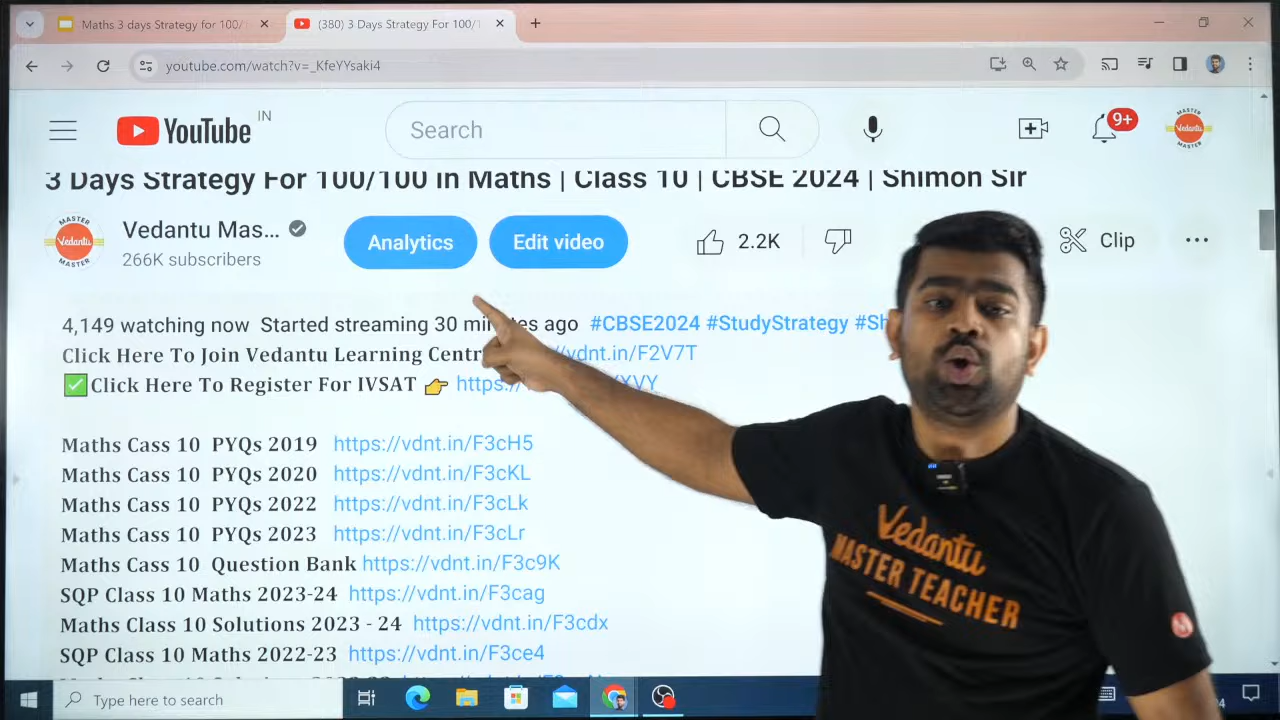 Maths 3 days Strategy for 100/
(380) 3 Days Strategy For 100/1
youtube.com/watch?v=_KfeYYsaki4
YouTube IN
Search
9+
MASTER Vedantu MASTER
3 Days Strategy For 100/100 in Maths | Class 10 | CBSE 2024 | Shimon Sir
MASTER Vedantu MASTER
Vedantu Mas...
266K subscribers
Analytics
Edit video
2.2K
Clip
4,149 watching now Started streaming 30 minutes ago #CBSE2024 #StudyStrategy #Sh
Click Here To Join Vedantu Learning Centr vdnt.in/F2V7T
✅Click Here To Register For IVSAT 👉 https:/ XVY
Maths Cass 10 PYQs 2019 https://vdnt.in/F3cH5
Maths Cass 10 PYQs 2020 https://vdnt.in/F3cKL
Maths Cass 10 PYQs 2022 https://vdnt.in/F3cLk
Maths Cass 10 PYQs 2023 https://vdnt.in/F3cLr
Maths Cass 10 Question Bank https://vdnt.in/F3c9K
SQP Class 10 Maths 2023-24 https://vdnt.in/F3cag
Maths Class 10 Solutions 2023 - 24 https://vdnt.in/F3cdx
SQP Class 10 Maths 2022-23 https://vdnt.in/F3ce4
Vedantu
MASTER TEACHER
Type here to search